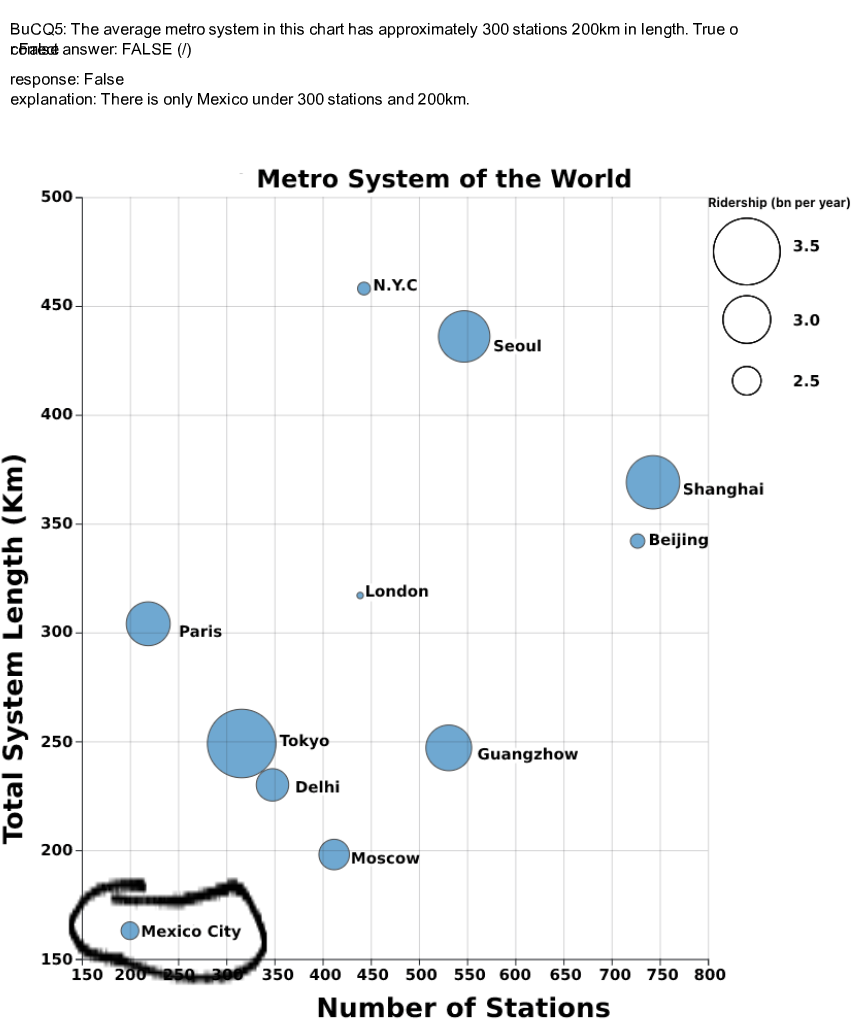 BuCQ5: The average metro system in this chart has approximately 300 stations 200km in length. True o
answer: FALSE (/)
response: False
explanation: There is only Mexico under 300 stations and 200km.
Metro System of the World
Ridership (bn per year)
3.5
3.0
2.5
500
450
400
350
300
250
200
150
Total System Length (Km)
N.Y.C
Seoul
Shanghai
Beijing
London
Paris
Tokyo
Guangzhow
Delhi
Moscow
Mexico City
150 200 250 300 350 400 450 500 550 600 650 700 750 800
Number of Stations